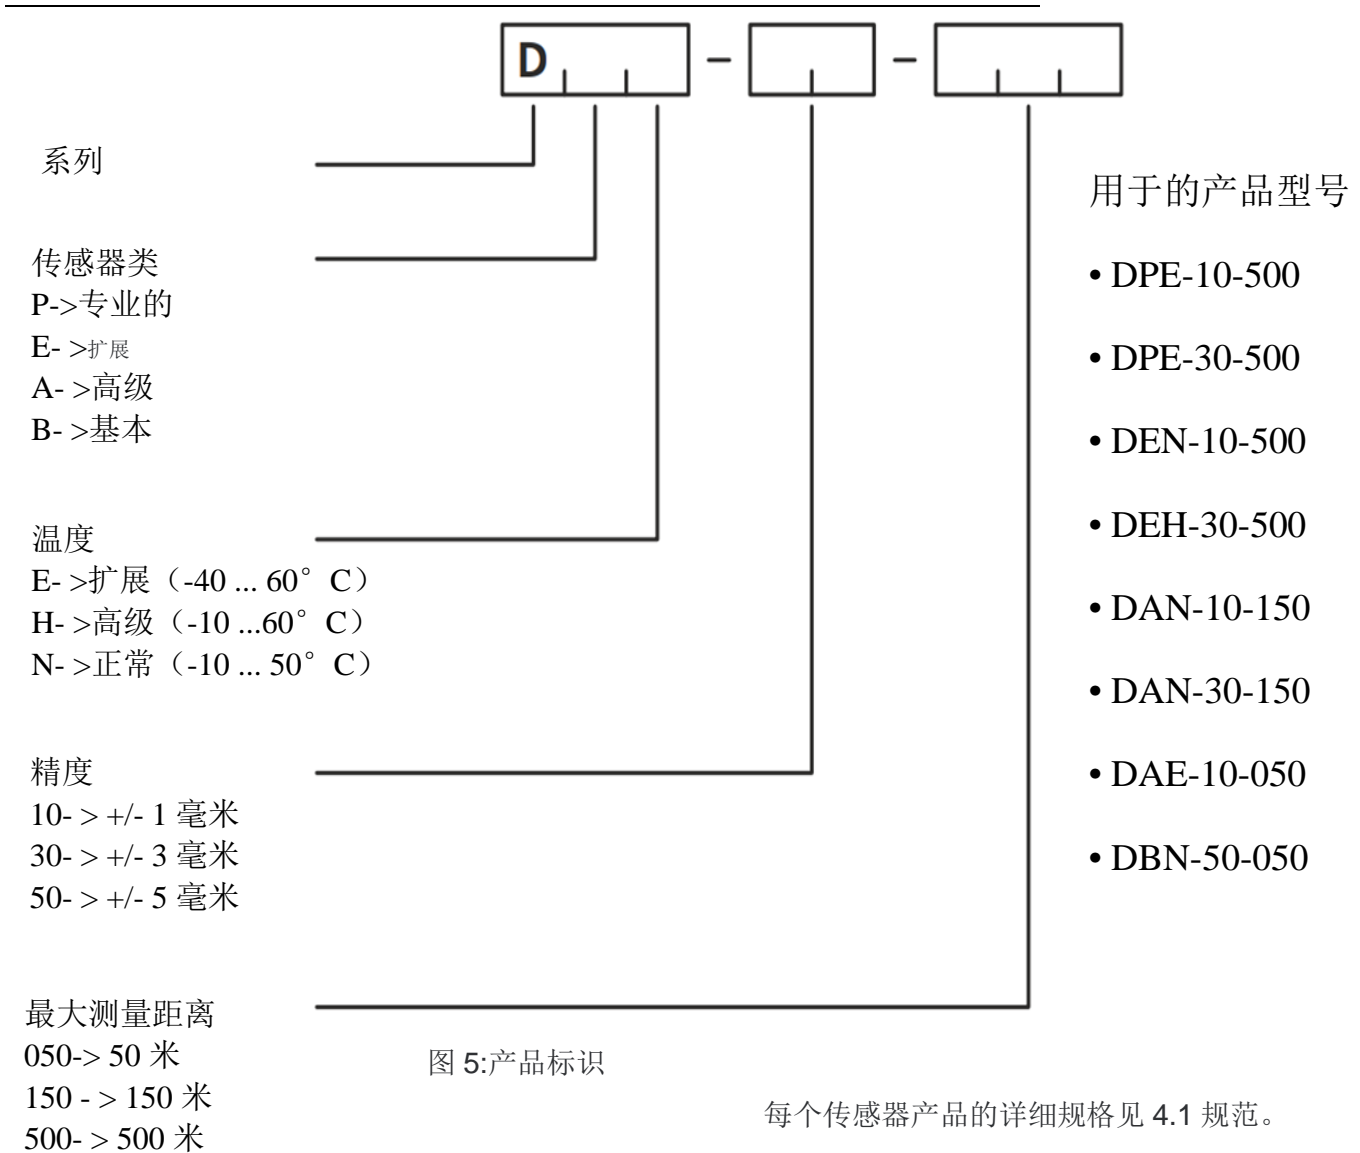 D - -
系列
传感器类
P->专业的
E- >扩展
A- >高级
B- >基本
温度
E- >扩展（-40 ... 60°C）
H- >高级（-10 ...60°C）
N- >正常（-10 ... 50°C）
精度
10- > +/- 1 毫米
30- > +/- 3 毫米
50- > +/- 5 毫米
最大测量距离
050-> 50 米
150 - > 150 米
500- > 500 米
用于的产品型号
• DPE-10-500
• DPE-30-500
• DEN-10-500
• DEH-30-500
• DAN-10-150
• DAN-30-150
• DAE-10-050
• DBN-50-050
图 5:产品标识
每个传感器产品的详细规格见 4.1 规范。